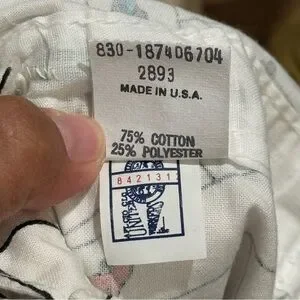 830-187406704
2893
MADE IN U.S.A.
75% COTTON
25% POLYESTER
842131